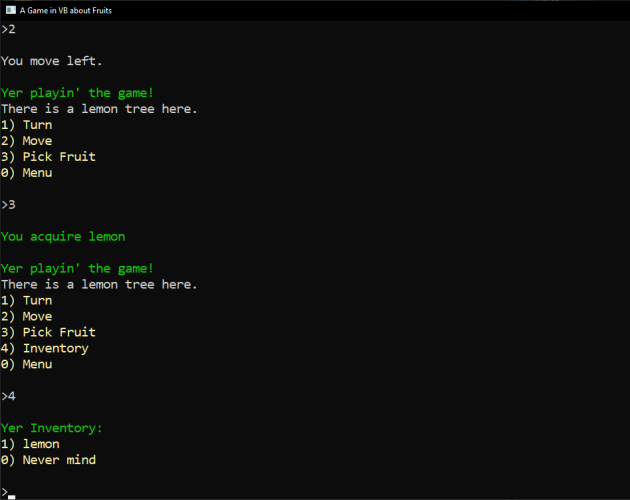 A Game in VB about Fruits
>2
You move left.
Yer playin' the game!
There is a lemon tree here.
1) Turn
2) Move
3) Pick Fruit
0) Menu
>3
You acquire lemon
Yer playin' the game!
There is a lemon tree here.
1) Turn
2) Move
3) Pick Fruit
4) Inventory
0) Menu
>4
Yer Inventory:
1) lemon
0) Never mind
>